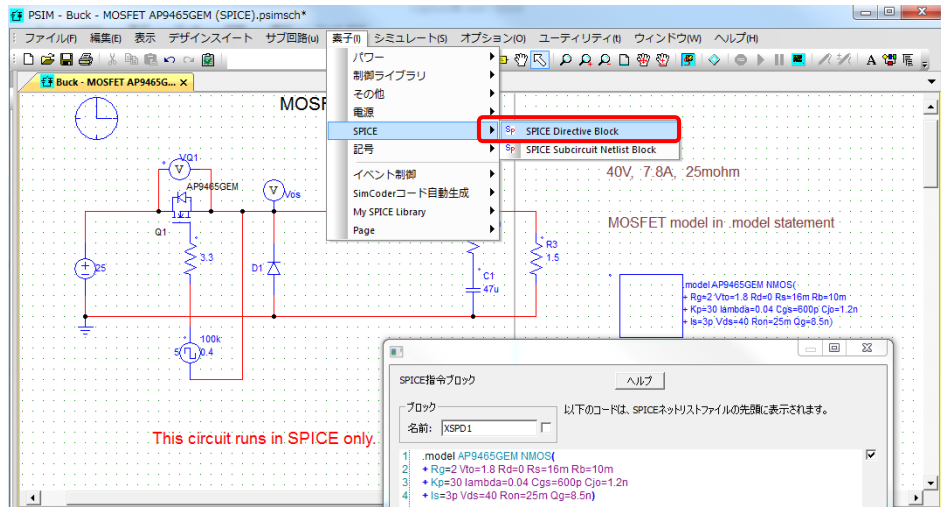 PSIM - Buck - MOSFET AP9465GEM (SPICE).psimsch*
ファイル(F) 編集(E) 表示 デザインスイート サブ回路(u) 素子(l) シミュレート(S) オプション(O) ユーティリティ(t) ウィンドウ(W) ヘルプ(H)
Buck - MOSFET AP9465G... X
パワー
制御ライブラリ
その他
電源
SPICE
記号
イベント制御
SimCoderコード自動生成
My SPICE Library
Page
SPICE Directive Block
SPICE Subcircuit Netlist Block
MOSF
40V, 7.8A, 25mohm
MOSFET model in .model statement
VQ1
V
AP9465GEM
V
Vos
Q1
3.3
25
D1
R3
1.5
C1
47u
100k
5
0.4
.model AP9465GEM NMOS(
+ Rg=2 Vto=1.8 Rd=0 Rs=16m Rb=10m
+ Kp=30 lambda=0.04 Cgs=600p Cjo=1.2n
+ Is=3p Vds=40 Ron=25m Qg=8.5n)
This circuit runs in SPICE only.
SPICE指令ブロック
ヘルプ
ブロック
名前: XSPD1
以下のコードは、SPICEネットリストファイルの先頭に表示されます。
1 .model AP9465GEM NMOS(
2 + Rg=2 Vto=1.8 Rd=0 Rs=16m Rb=10m
3 + Kp=30 lambda=0.04 Cgs=600p Cjo=1.2n
4 + Is=3p Vds=40 Ron=25m Qg=8.5n)